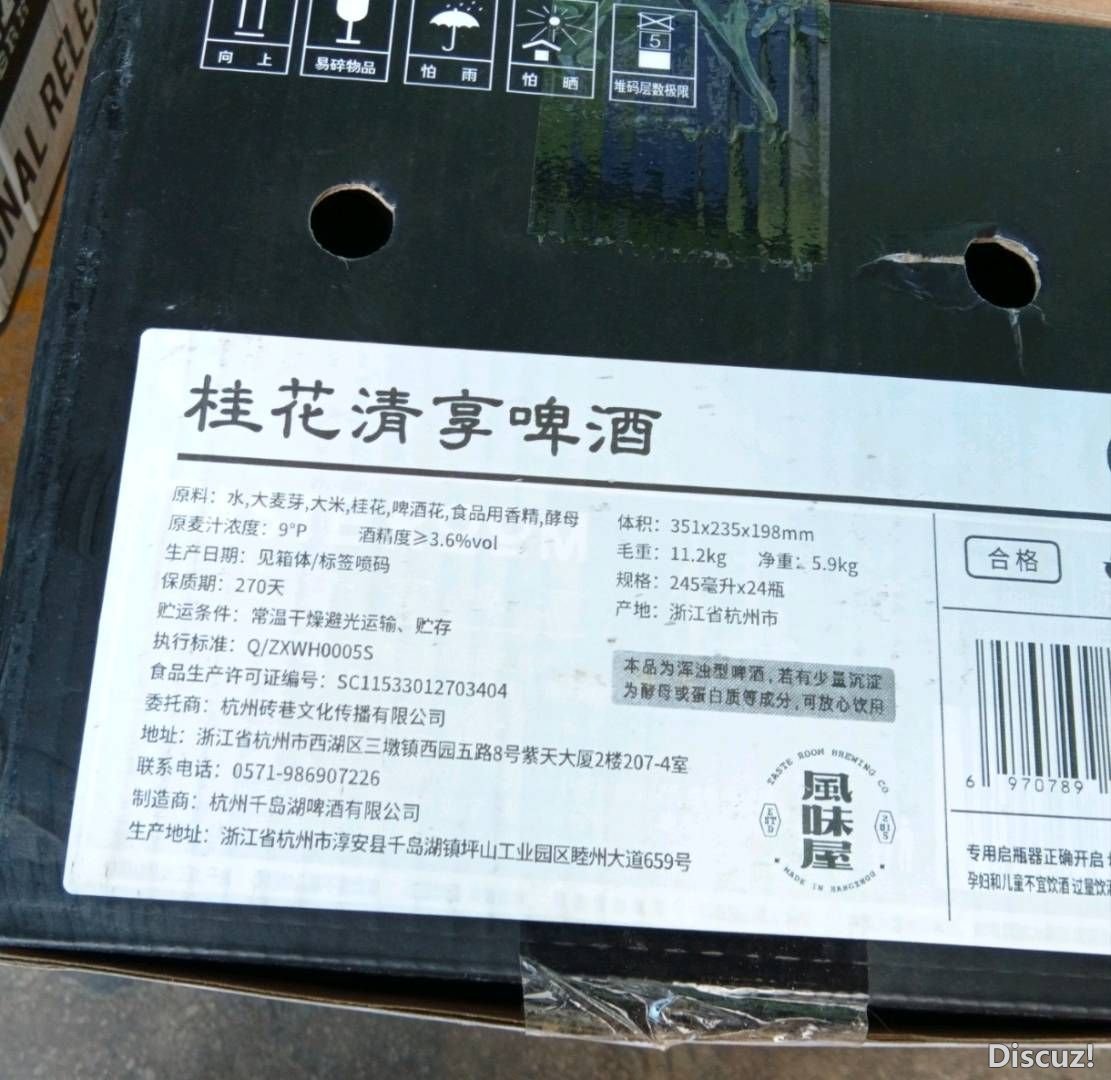 向 上
易碎物品
怕 雨
怕 晒
5
堆码层数极限
ONAL RELE
桂花清享啤酒
原料：水,大麦芽,大米,桂花,啤酒花,食品用香精,酵母
原麦汁浓度：9°P 酒精度≥3.6%vol
生产日期：见箱体/标签喷码
保质期：270天
贮运条件：常温干燥避光运输、贮存
执行标准：Q/ZXWH0005S
食品生产许可证编号：SC11533012703404
委托商：杭州砖巷文化传播有限公司
地址：浙江省杭州市西湖区三墩镇西园五路8号紫天大厦2楼207-4室
联系电话：0571-986907226
制造商：杭州千岛湖啤酒有限公司
生产地址：浙江省杭州市淳安县千岛湖镇坪山工业园区睦州大道659号
体积：351x235x198mm
毛重：11.2kg 净重：5.9kg
规格：245毫升x24瓶
产地：浙江省杭州市
本品为浑浊型啤酒,若有少量沉淀
为酵母或蛋白质等成分,可放心饮用
TASTE ROOM BREWING CO
ESTD
風味屋
2015
MADE IN HANGZHOU
合格
6 970789
专用启瓶器正确开启
孕妇和儿童不宜饮酒 过量饮酒
Discuz!